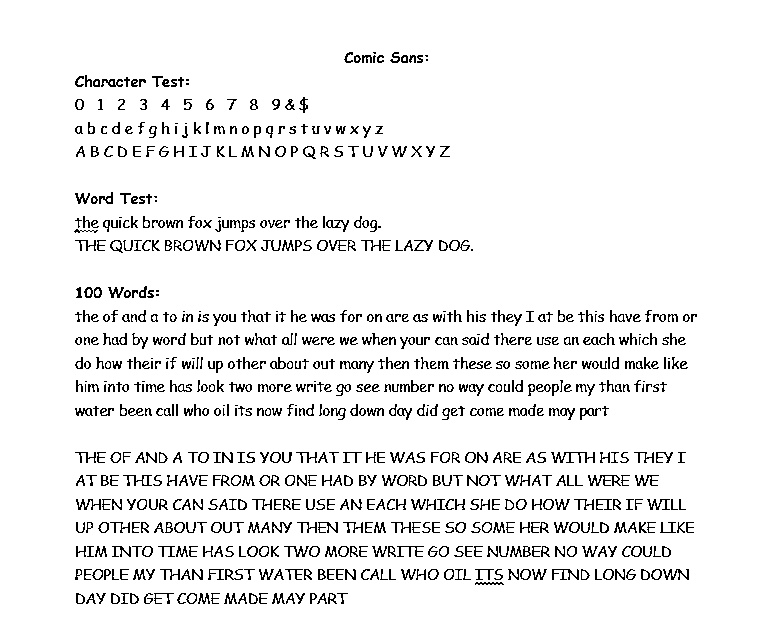 Comic Sans:
Character Test:
0 1 2 3 4 5 6 7 8 9 & $
a b c d e f g h i j k l m n o p q r s t u v w x y z
A B C D E F G H I J K L M N O P Q R S T U V W X Y Z
Word Test:
the quick brown fox jumps over the lazy dog.
THE QUICK BROWN FOX JUMPS OVER THE LAZY DOG.
100 Words:
the of and a to in is you that it he was for on are as with his they I at be this have from or
one had by word but not what all were we when your can said there use an each which she
do how their if will up other about out many then them these so some her would make like
him into time has look two more write go see number no way could people my than first
water been call who oil its now find long down day did get come made may part
THE OF AND A TO IN IS YOU THAT IT HE WAS FOR ON ARE AS WITH HIS THEY I
AT BE THIS HAVE FROM OR ONE HAD BY WORD BUT NOT WHAT ALL WERE WE
WHEN YOUR CAN SAID THERE USE AN EACH WHICH SHE DO HOW THEIR IF WILL
UP OTHER ABOUT OUT MANY THEN THEM THESE SO SOME HER WOULD MAKE LIKE
HIM INTO TIME HAS LOOK TWO MORE WRITE GO SEE NUMBER NO WAY COULD
PEOPLE MY THAN FIRST WATER BEEN CALL WHO OIL ITS NOW FIND LONG DOWN
DAY DID GET COME MADE MAY PART